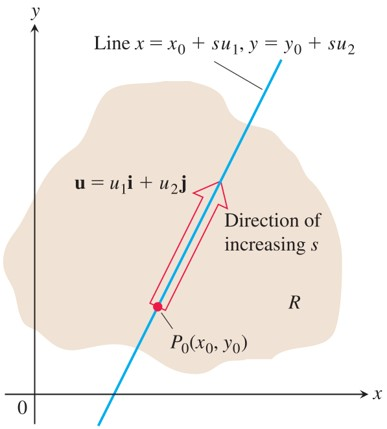 y
Line x = x₀ + su₁, y = y₀ + su₂
u = u₁i + u₂j
Direction of
increasing s
R
P₀(x₀, y₀)
x
0